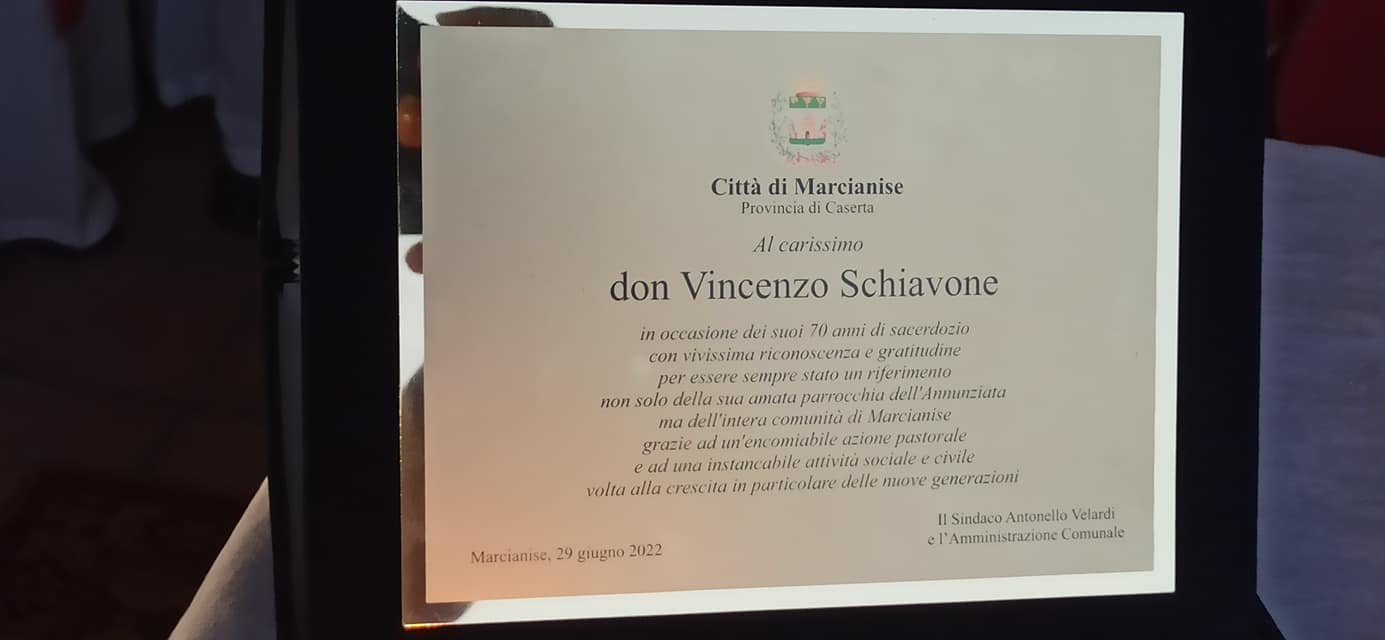 Città di Marcianise
Provincia di Caserta
Al carissimo
don Vincenzo Schiavone
in occasione dei suoi 70 anni di sacerdozio
con vivissima riconoscenza e gratitudine
per essere sempre stato un riferimento
non solo della sua amata parrocchia dell'Annunziata
ma dell'intera comunità di Marcianise
grazie ad un'encomiabile azione pastorale
e ad una instancabile attività sociale e civile
volta alla crescita in particolare delle nuove generazioni
Il Sindaco Antonello Velardi
e l’Amministrazione Comunale
Marcianise, 29 giugno 2022